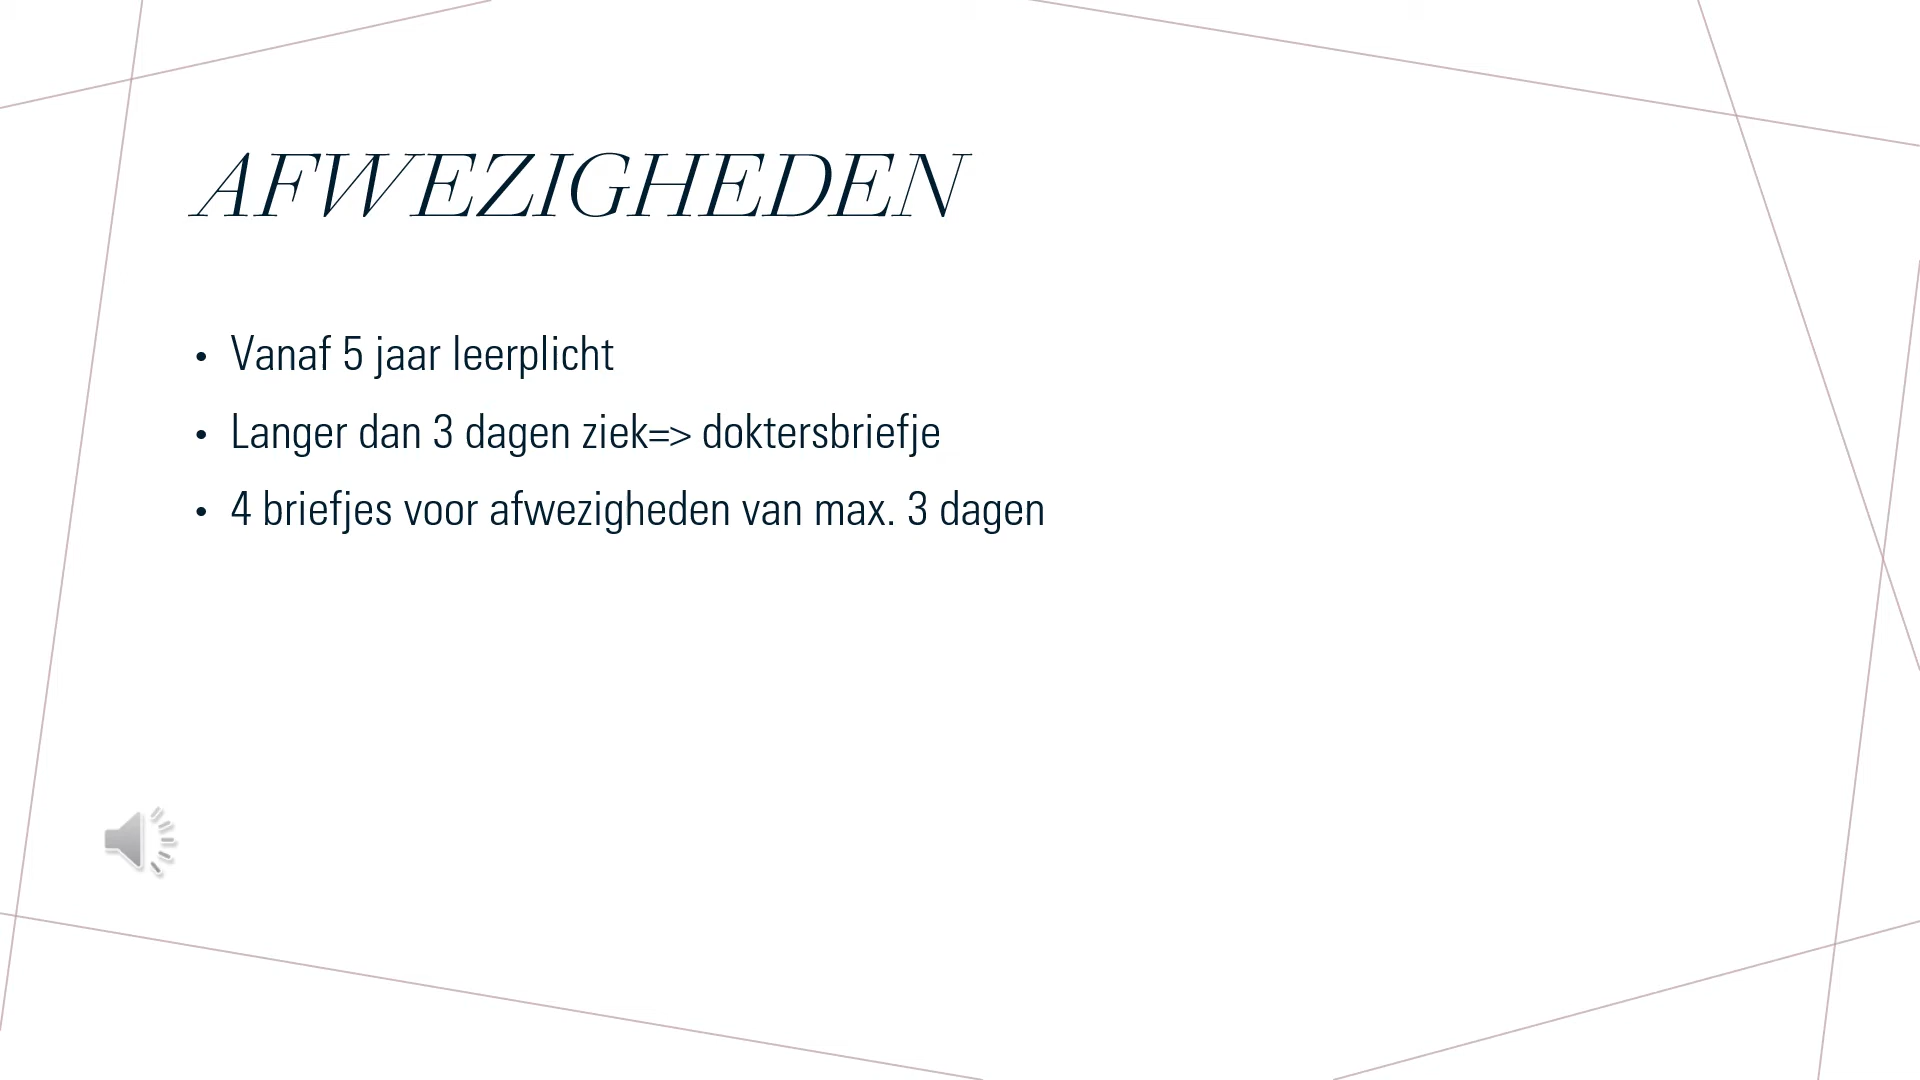 AFWEZIGHEDEN
• Vanaf 5 jaar leerplicht
• Langer dan 3 dagen ziek=> doktersbriefje
• 4 briefjes voor afwezigheden van max. 3 dagen